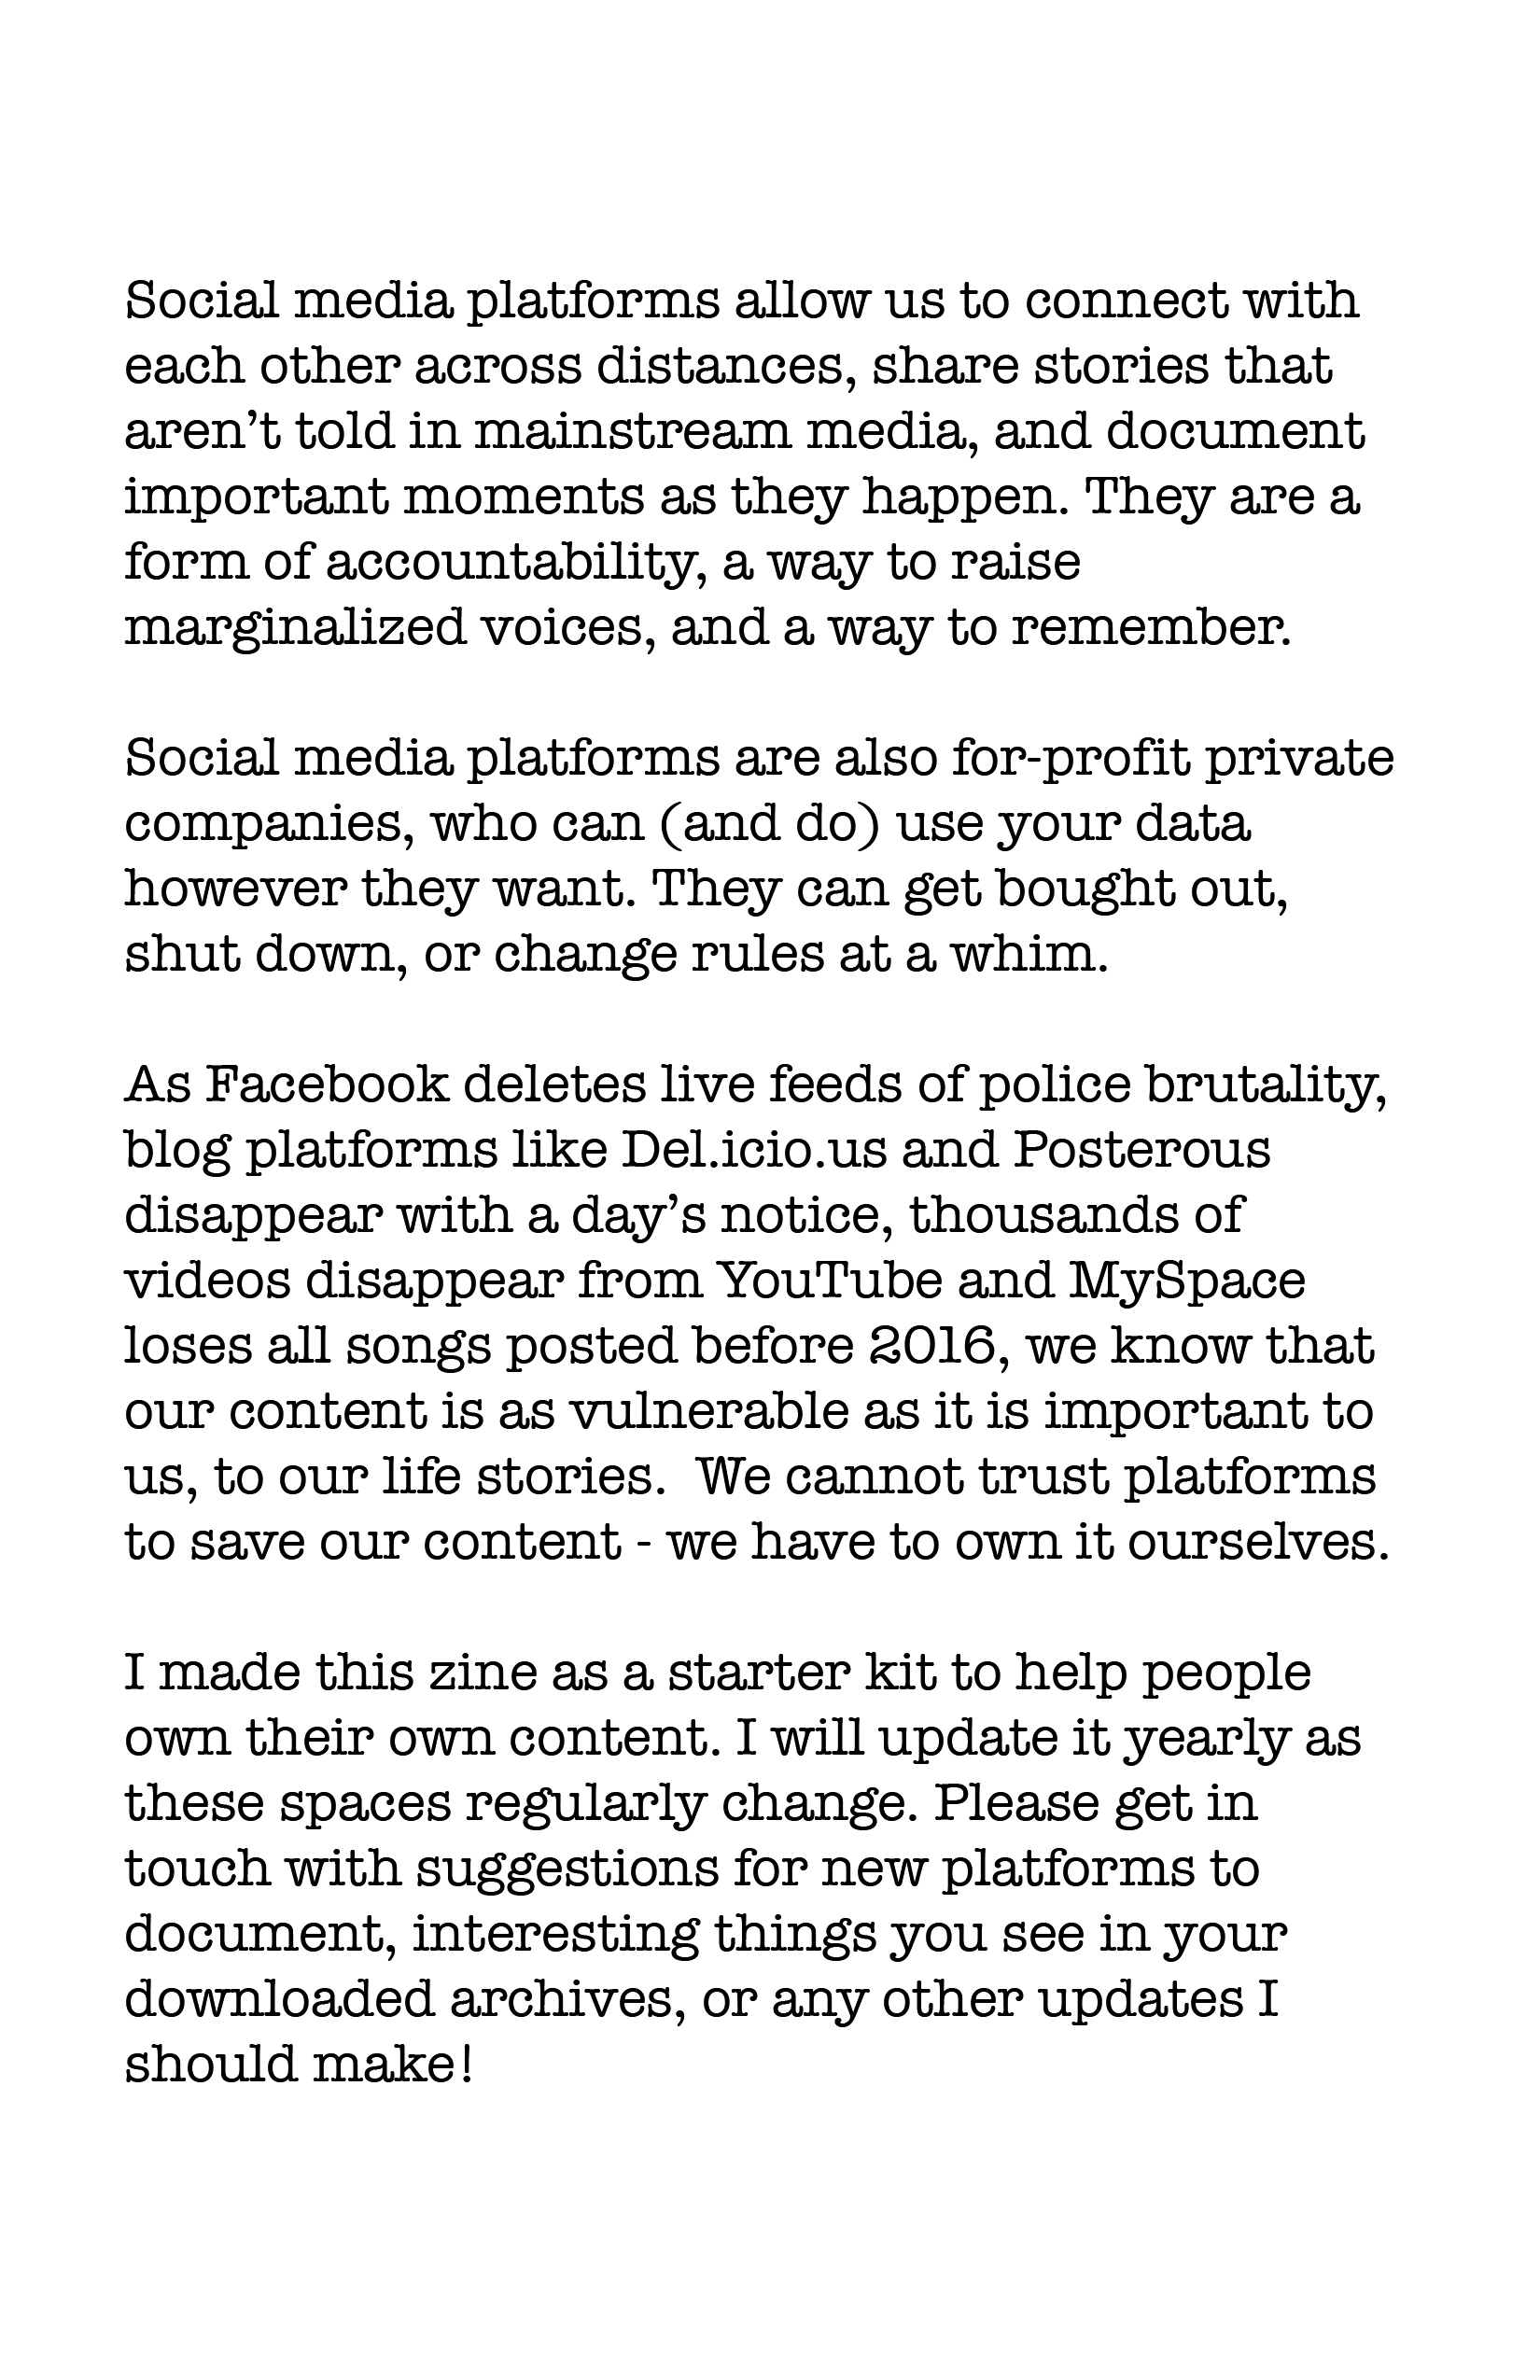 Social media platforms allow us to connect with
each other across distances, share stories that
aren’t told in mainstream media, and document
important moments as they happen. They are a
form of accountability, a way to raise
marginalized voices, and a way to remember.

Social media platforms are also for-profit private
companies, who can (and do) use your data
however they want. They can get bought out,
shut down, or change rules at a whim.

As Facebook deletes live feeds of police brutality,
blog platforms like Del.icio.us and Posterous
disappear with a day’s notice, thousands of
videos disappear from YouTube and MySpace
loses all songs posted before 2016, we know that
our content is as vulnerable as it is important to
us, to our life stories.  We cannot trust platforms
to save our content - we have to own it ourselves.

I made this zine as a starter kit to help people
own their own content. I will update it yearly as
these spaces regularly change. Please get in
touch with suggestions for new platforms to
document, interesting things you see in your
downloaded archives, or any other updates I
should make!